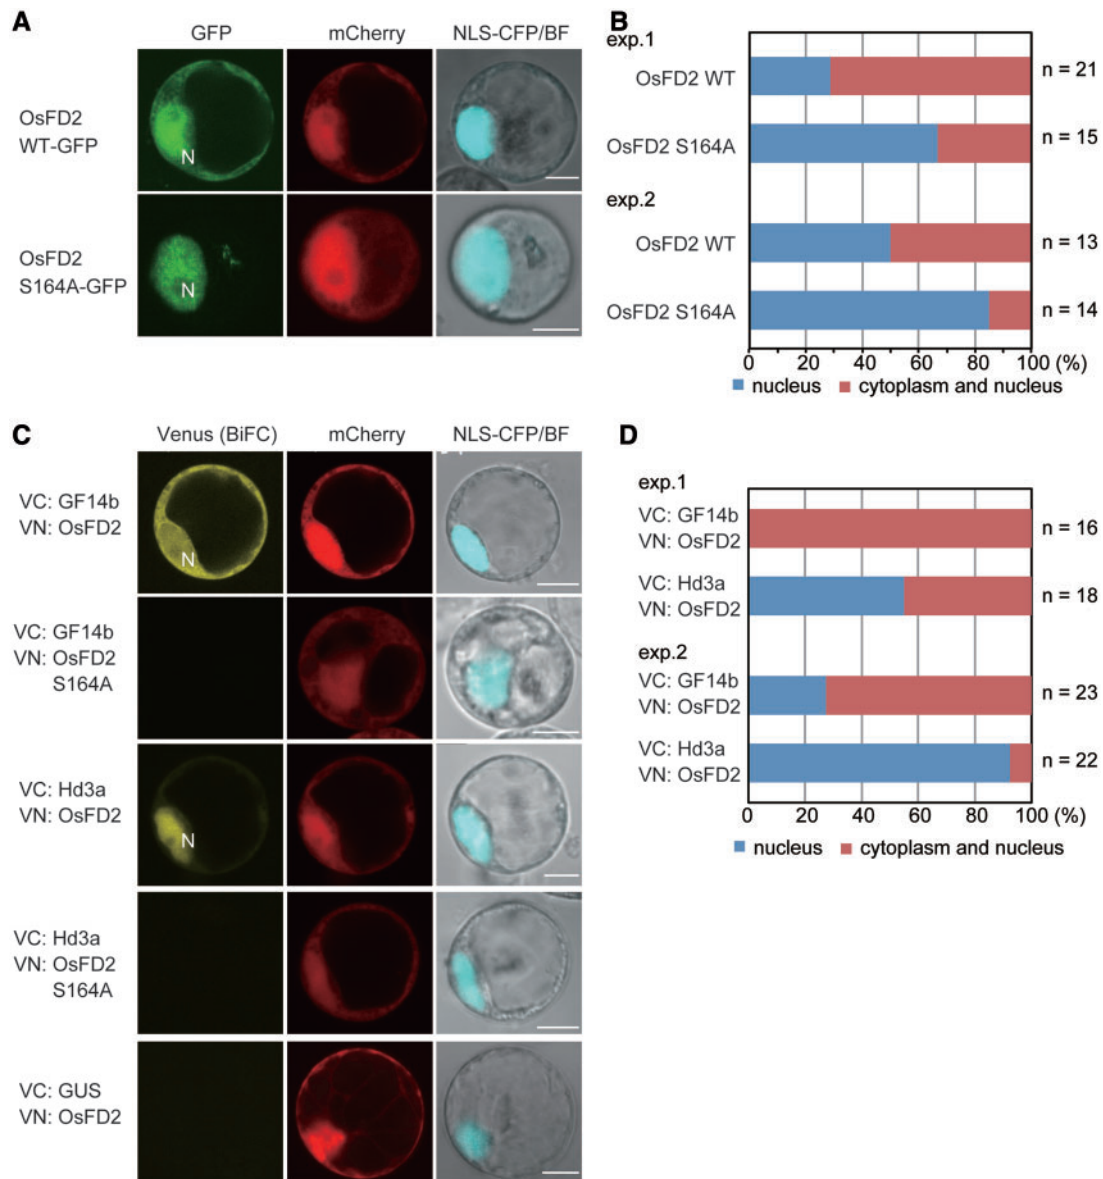 A
GFP
mCherry
NLS-CFP/BF
OsFD2
WT-GFP
N
OsFD2
S164A-GFP
N
B
exp.1
OsFD2 WT
n = 21
OsFD2 S164A
n = 15
exp.2
OsFD2 WT
n = 13
OsFD2 S164A
n = 14
0 20 40 60 80 100 (%)
nucleus cytoplasm and nucleus
C
Venus (BiFC)
mCherry
NLS-CFP/BF
VC: GF14b
VN: OsFD2
N
VC: GF14b
VN: OsFD2
S164A
VC: Hd3a
VN: OsFD2
N
VC: Hd3a
VN: OsFD2
S164A
VC: GUS
VN: OsFD2
D
exp.1
VC: GF14b
VN: OsFD2
n = 16
VC: Hd3a
VN: OsFD2
n = 18
exp.2
VC: GF14b
VN: OsFD2
n = 23
VC: Hd3a
VN: OsFD2
n = 22
0 20 40 60 80 100 (%)
nucleus cytoplasm and nucleus